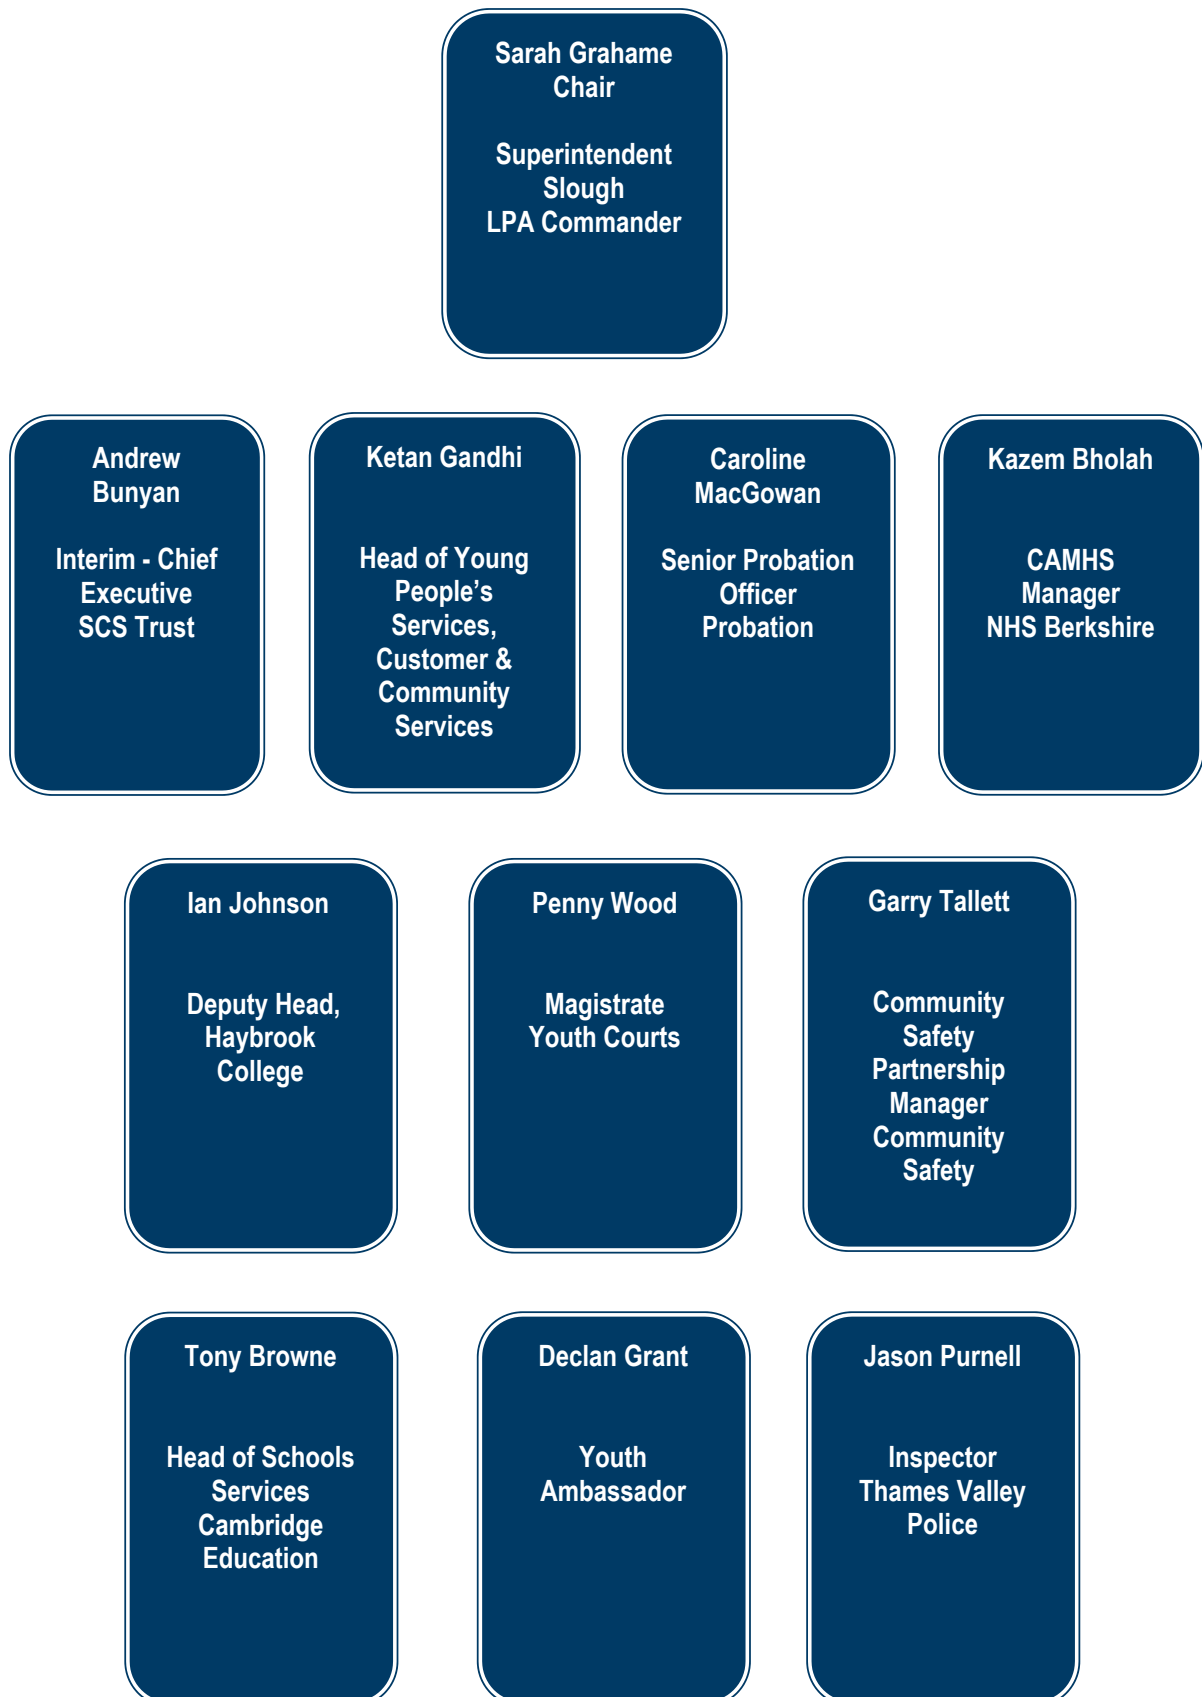 Sarah Grahame
Chair
Superintendent
Slough
LPA Commander
Andrew
Bunyan
Interim - Chief
Executive
SCS Trust
Ketan Gandhi
Head of Young
People’s
Services,
Customer &
Community
Services
Caroline
MacGowan
Senior Probation
Officer
Probation
Kazem Bholah
CAMHS
Manager
NHS Berkshire
Ian Johnson
Deputy Head,
Haybrook
College
Penny Wood
Magistrate
Youth Courts
Garry Tallett
Community
Safety
Partnership
Manager
Community
Safety
Tony Browne
Head of Schools
Services
Cambridge
Education
Declan Grant
Youth
Ambassador
Jason Purnell
Inspector
Thames Valley
Police